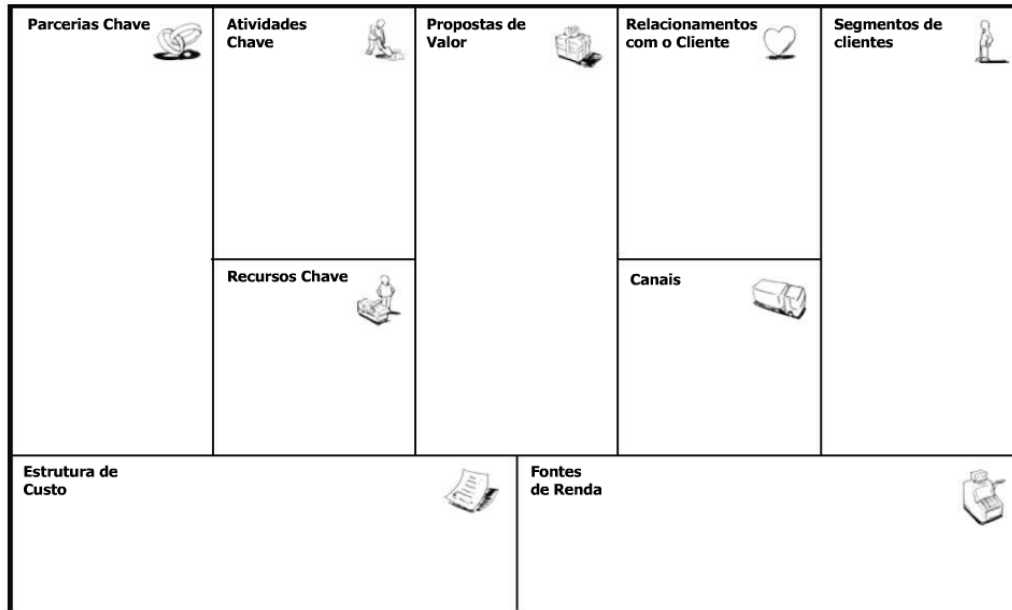 Parcerias Chave
Atividades
Chave
Propostas de
Valor
Relacionamentos
com o Cliente
Segmentos de
clientes
Recursos Chave
Canais
Estrutura de
Custo
Fontes
de Renda